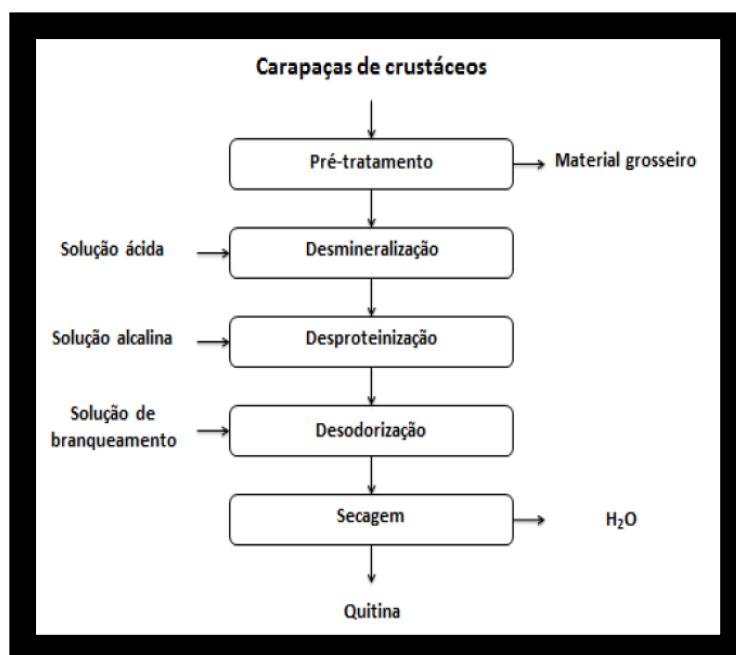 Carapaças de crustáceos
Pré-tratamento
Material grosseiro
Solução ácida
Desmineralização
Solução alcalina
Desproteinização
Solução de
branqueamento
Desodorização
Secagem
H₂O
Quitina